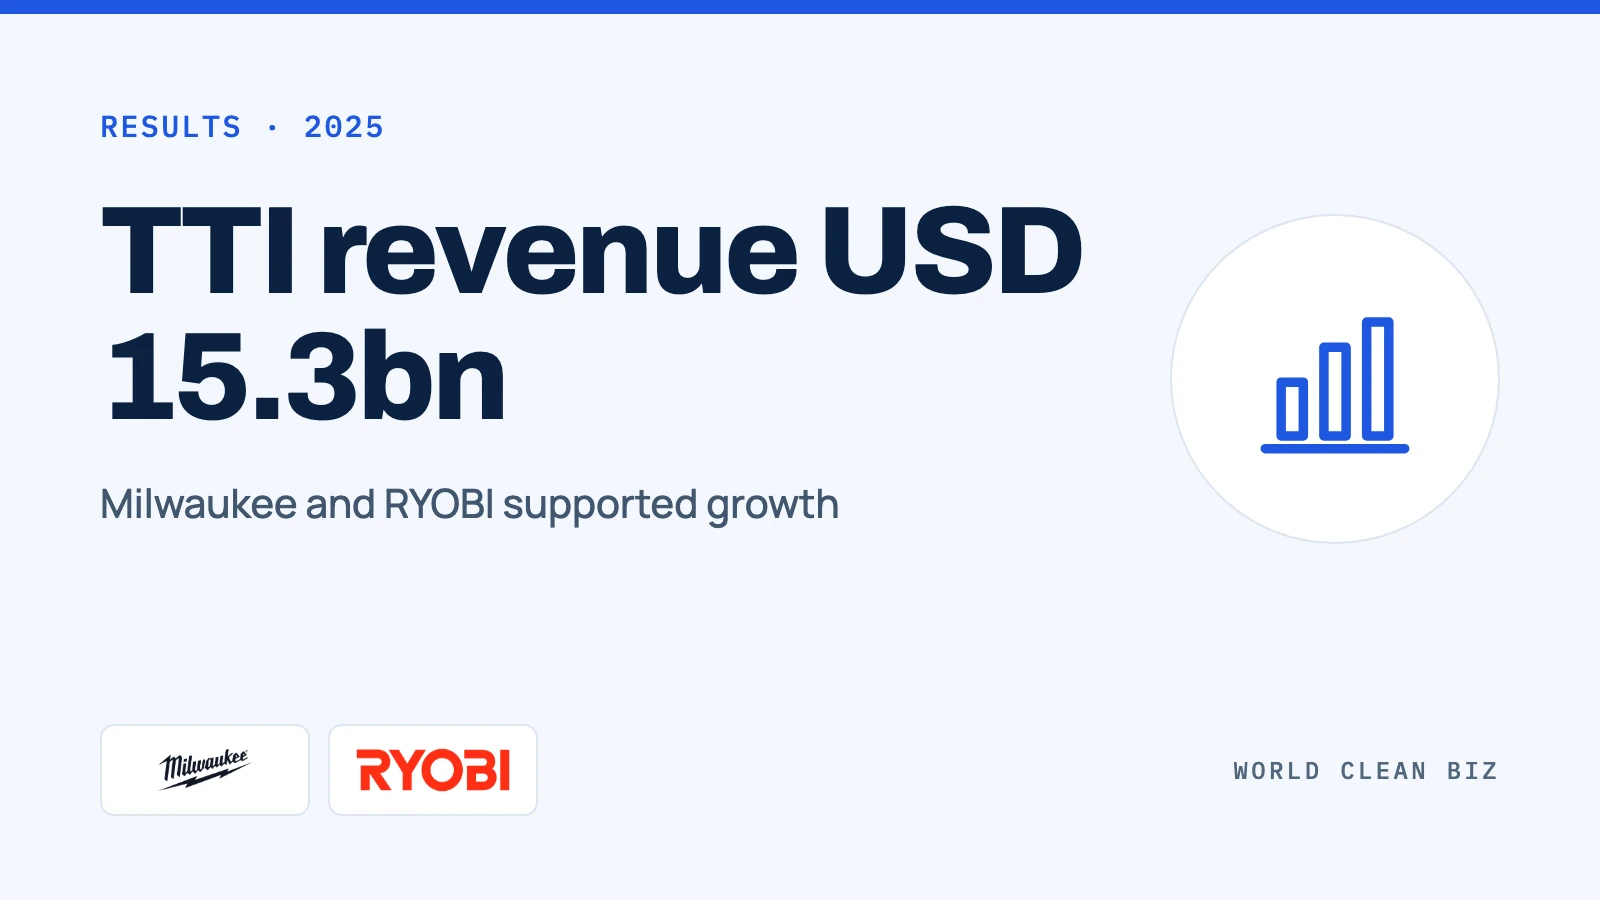 RESULTS · 2025
TTI revenue USD
15.3bn
Milwaukee and RYOBI supported growth
Milwaukee
RYOBI
WORLD CLEAN BIZ